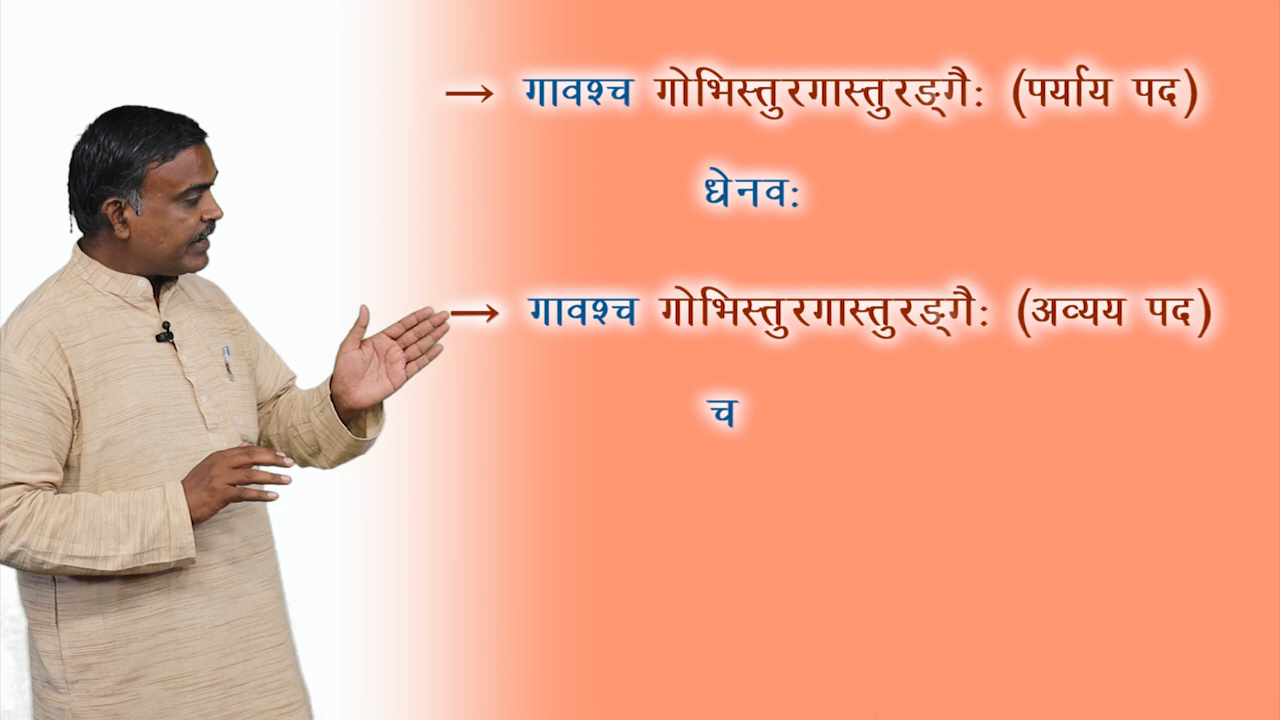 → गावश्च गोभिस्तुरगास्तुरङ्गैः (पर्याय पद)
धेनवः
→ गावश्च गोभिस्तुरगास्तुरङ्गैः (अव्यय पद)
च